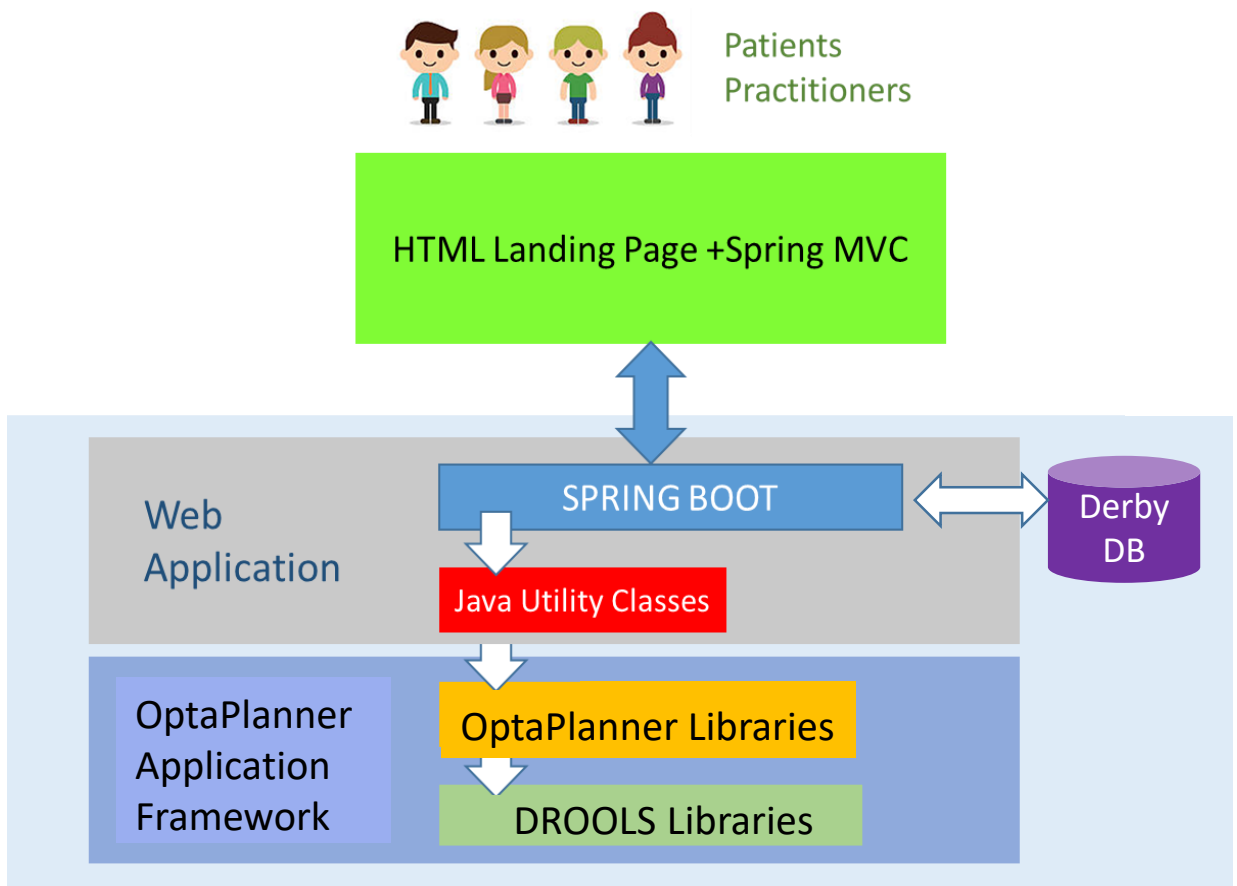 Patients
Practitioners
HTML Landing Page +Spring MVC
SPRING BOOT
Web
Application
Derby
DB
Java Utility Classes
OptaPlanner
Application
Framework
OptaPlanner Libraries
DROOLS Libraries